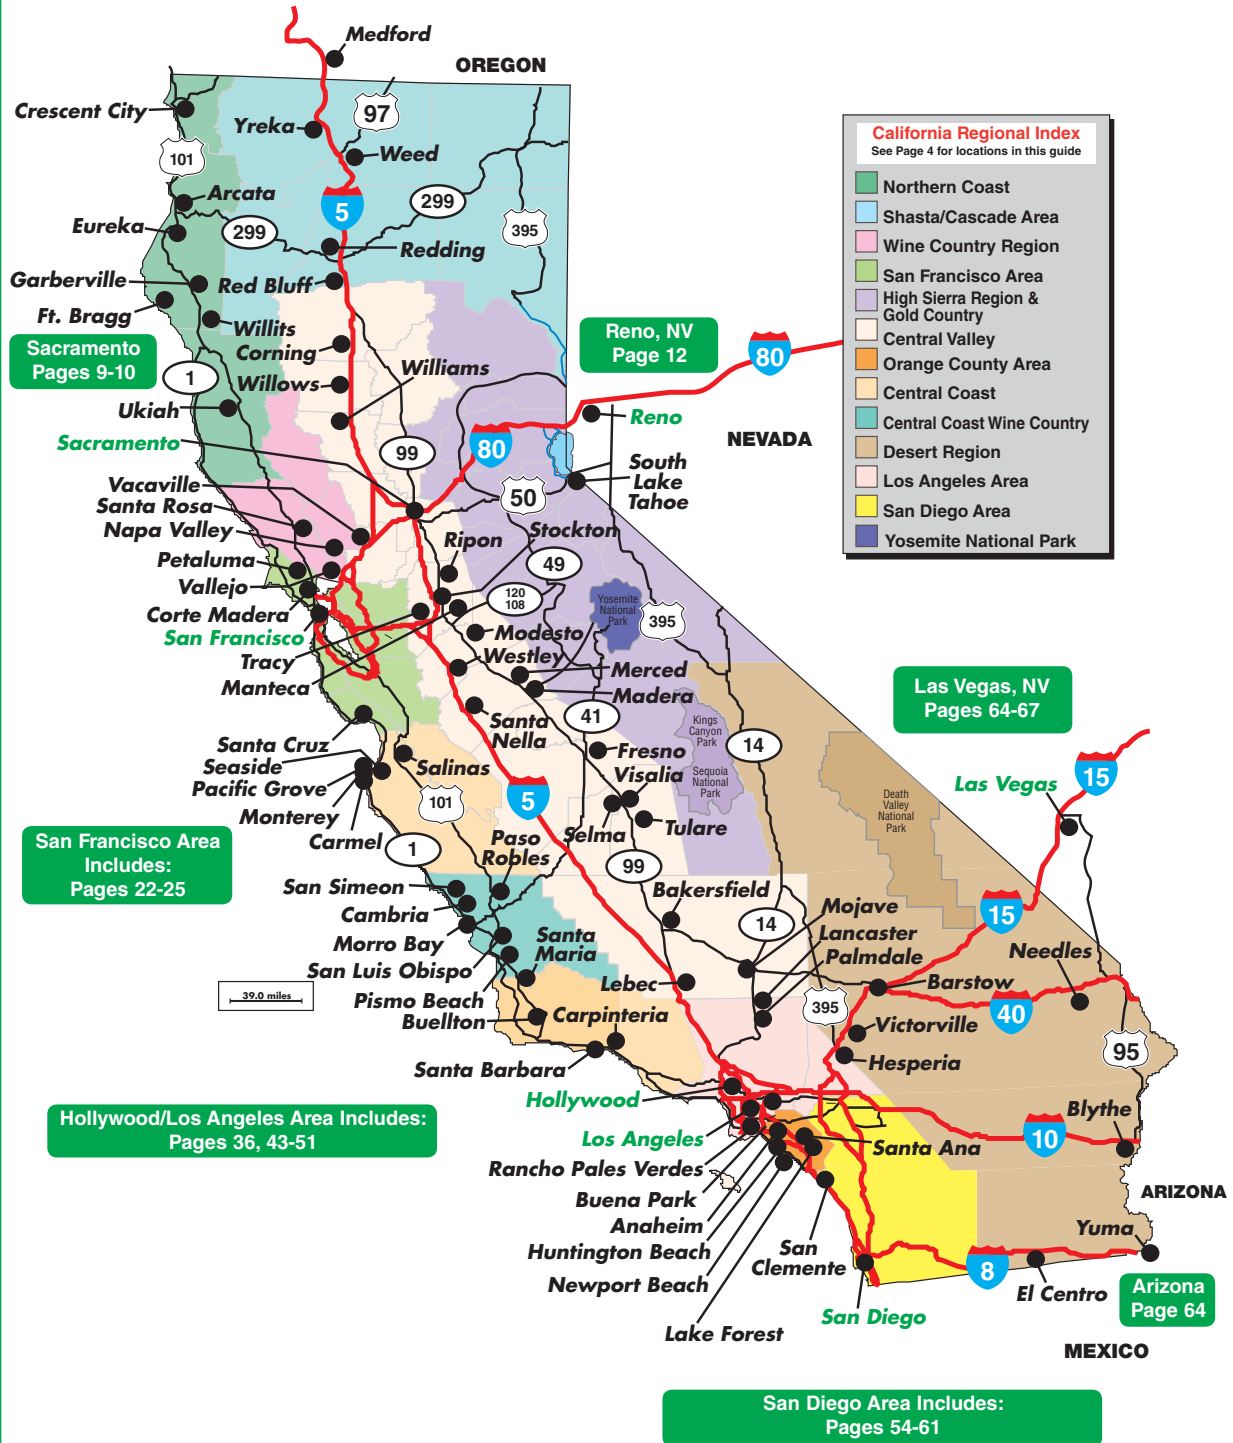 Medford
OREGON
Crescent City
97
Yreka
101
Weed
Arcata
5
299
Eureka
299
395
Redding
Garberville
Red Bluff
Ft. Bragg
Willits
Corning
Sacramento
Pages 9-10
1
Willows
Williams
Ukiah
Sacramento
Reno, NV
Page 12
80
Reno
NEVADA
99
80
South
Lake
Tahoe
50
Vacaville
Santa Rosa
Napa Valley
Petaluma
Vallejo
Corte Madera
San Francisco
Tracy
Manteca
Stockton
Ripon
49
120
108
Yosemite
National
Park
395
Modesto
Westley
Merced
Madera
41
Santa
Nella
Kings
Canyon
Park
14
Santa Cruz
Seaside
Pacific Grove
Monterey
Carmel
Salinas
101
5
Fresno
Visalia
Sequoia
National
Park
Selma
Tulare
Death
Valley
National
Park
California Regional Index
See Page 4 for locations in this guide
Northern Coast
Shasta/Cascade Area
Wine Country Region
San Francisco Area
High Sierra Region &
Gold Country
Central Valley
Orange County Area
Central Coast
Central Coast Wine Country
Desert Region
Los Angeles Area
San Diego Area
Yosemite National Park
Las Vegas, NV
Pages 64-67
15
Las Vegas
San Francisco Area
Includes:
Pages 22-25
1
Paso
Robles
99
Bakersfield
14
Mojave
Lancaster
Palmdale
15
Needles
San Simeon
Cambria
Morro Bay
San Luis Obispo
Pismo Beach
Buellton
Santa
Maria
Lebec
39.0 miles
Carpinteria
Santa Barbara
395
Barstow
40
Victorville
Hesperia
95
Hollywood
Hollywood/Los Angeles Area Includes:
Pages 36, 43-51
Los Angeles
Rancho Pales Verdes
Buena Park
Anaheim
Huntington Beach
Newport Beach
Lake Forest
Santa Ana
10
Blythe
ARIZONA
San
Clemente
Yuma
8
El Centro
Arizona
Page 64
San Diego
MEXICO
San Diego Area Includes:
Pages 54-61